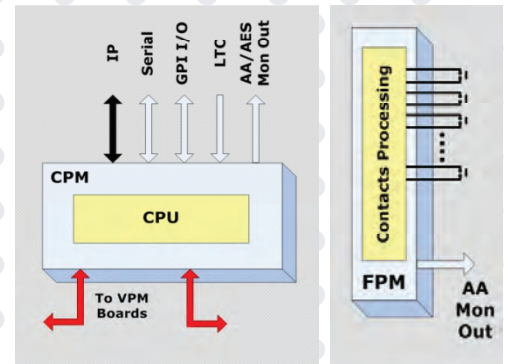 IP
Serial
GPI I/O
LTC
AA/AES
Mon Out
CPM
CPU
To VPM
Boards
Contacts Processing
FPM
AA
Mon
Out